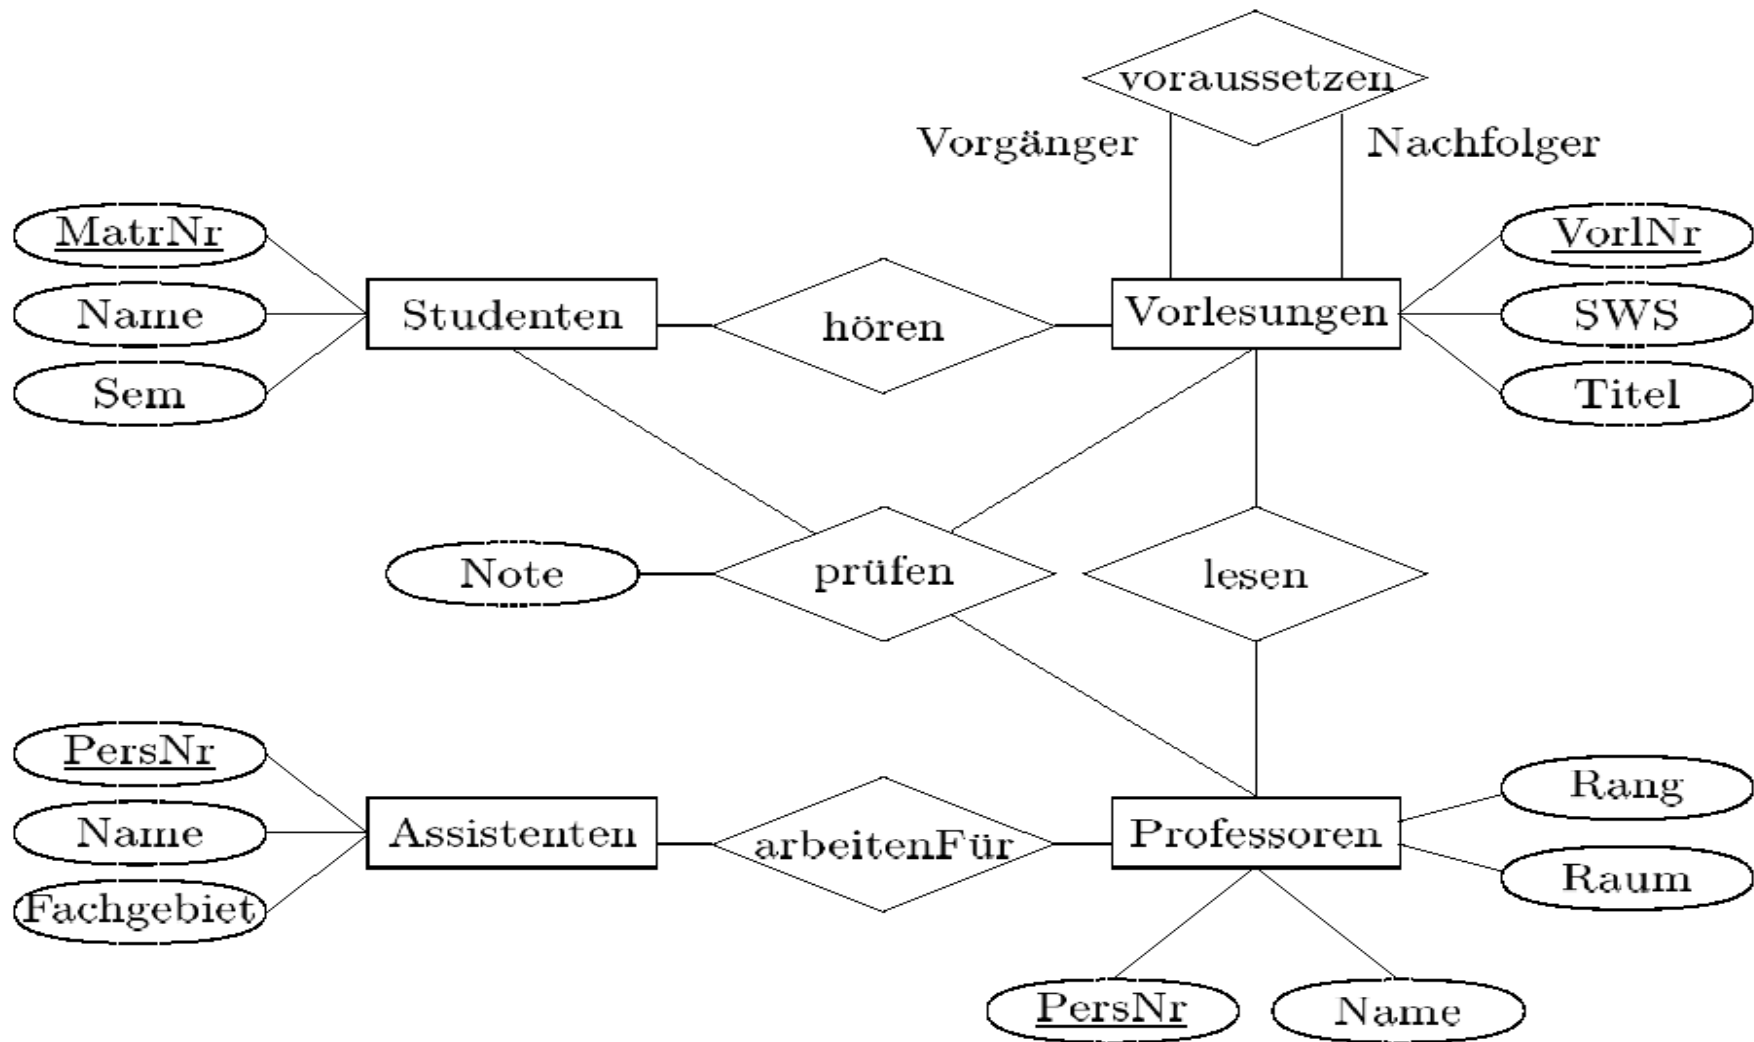 voraussetzen
Vorgänger
Nachfolger
MatrNr
Name
Sem
Studenten
hören
Vorlesungen
VorlNr
SWS
Titel
Note
prüfen
lesen
PersNr
Name
Fachgebiet
Assistenten
arbeitenFür
Professoren
Rang
Raum
PersNr
Name